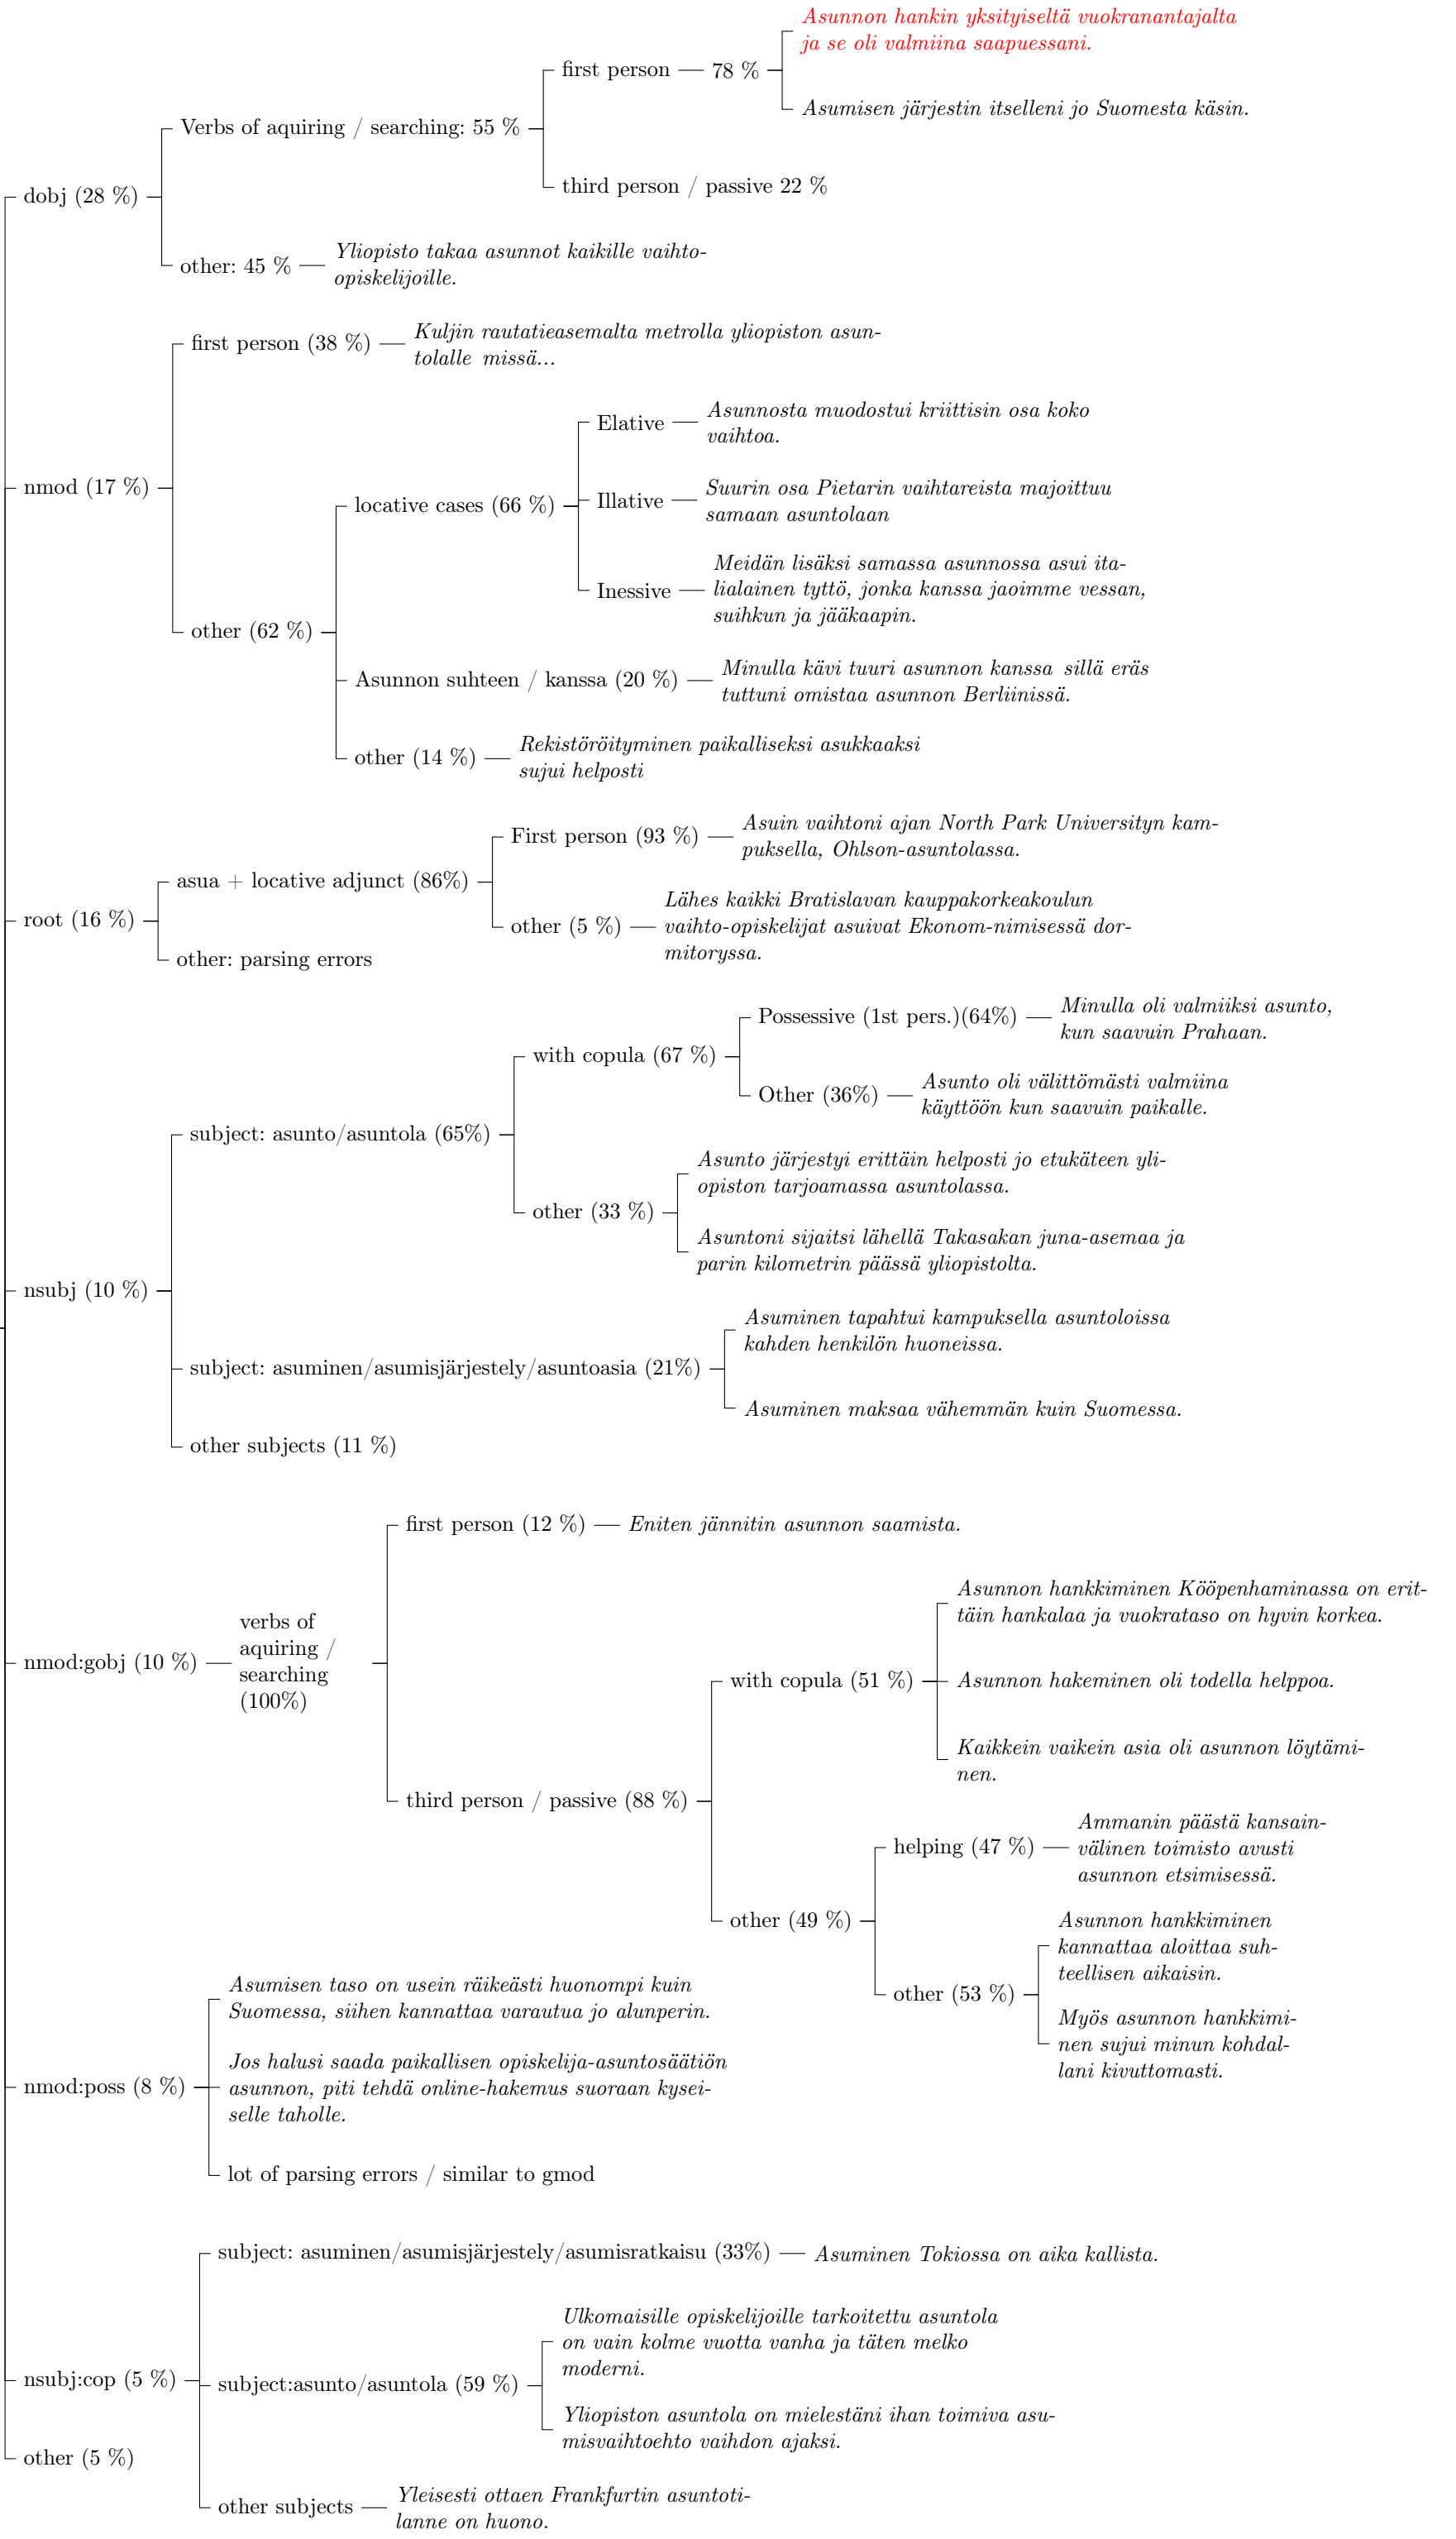 Asunnon hankin yksityiseltä vuokranantajalta
ja se oli valmiina saapuessani.
first person
78 %
Asumisen järjestin itselleni jo Suomesta käsin.
Verbs of aquiring / searching: 55 %
third person / passive 22 %
dobj (28 %)
other: 45 %
Yliopisto takaa asunnot kaikille vaihto-
opiskelijoille.
first person (38 %)
Kuljin rautatieasemalta metrolla yliopiston asun-
tolalle missä...
nmod (17 %)
Elative
Asunnosta muodostui kriittisin osa koko
vaihtoa.
locative cases (66 %)
Illative
Suurin osa Pietarin vaihtareista majoittuu
samaan asuntolaan
Inessive
Meidän lisäksi samassa asunnossa asui ita-
lialainen tyttö, jonka kanssa jaoimme vessan,
suihkun ja jääkaapin.
other (62 %)
Asunnon suhteen / kanssa (20 %)
Minulla kävi tuuri asunnon kanssa sillä eräs
tuttuni omistaa asunnon Berliinissä.
other (14 %)
Rekistöröityminen paikalliseksi asukkaaksi
sujui helposti
First person (93 %)
Asuin vaihtoni ajan North Park Universityn kam-
puksella, Ohlson-asuntolassa.
asua + locative adjunct (86%)
root (16 %)
other (5 %)
Lähes kaikki Bratislavan kauppakorkeakoulun
vaihto-opiskelijat asuivat Ekonom-nimisessä dor-
mitoryssa.
other: parsing errors
Possessive (1st pers.)(64%)
Minulla oli valmiiksi asunto,
kun saavuin Prahaan.
with copula (67 %)
Other (36%)
Asunto oli välittömästi valmiina
käyttöön kun saavuin paikalle.
subject: asunto/asuntola (65%)
Asunto järjestyi erittäin helposti jo etukäteen yli-
opiston tarjoamassa asuntolassa.
other (33 %)
Asuntoni sijaitsi lähellä Takasakan juna-asemaa ja
parin kilometrin päässä yliopistolta.
nsubj (10 %)
Asuminen tapahtui kampuksella asuntoloissa
kahden henkilön huoneissa.
subject: asuminen/asumisjärjestely/asuntoasia (21%)
Asuminen maksaa vähemmän kuin Suomessa.
other subjects (11 %)
first person (12 %)
Eniten jännitin asunnon saamista.
nmod:gobj (10 %)
verbs of
aquiring /
searching
(100%)
Asunnon hankkiminen Kööpenhaminassa on erit-
täin hankalaa ja vuokrataso on hyvin korkea.
with copula (51 %)
Asunnon hakeminen oli todella helppoa.
Kaikkein vaikein asia oli asunnon löytämi-
nen.
third person / passive (88 %)
helping (47 %)
Ammanin päästä kansain-
välinen toimisto avusti
asunnon etsimisessä.
other (49 %)
Asunnon hankkiminen
kannattaa aloittaa suh-
teellisen aikaisin.
other (53 %)
Myös asunnon hankkimi-
nen sujui minun kohdal-
lani kivuttomasti.
Asumisen taso on usein räikeästi huonompi kuin
Suomessa, siihen kannattaa varautua jo alunperin.
nmod:poss (8 %)
Jos halusi saada paikallisen opiskelija-asuntosäätiön
asunnon, piti tehdä online-hakemus suoraan kysei-
selle taholle.
lot of parsing errors / similar to gmod
subject: asuminen/asumisjärjestely/asumisratkaisu (33%)
Asuminen Tokiossa on aika kallista.
nsubj:cop (5 %)
Ulkomaisille opiskelijoille tarkoitettu asuntola
on vain kolme vuotta vanha ja täten melko
moderni.
subject:asunto/asuntola (59 %)
Yliopiston asuntola on mielestäni ihan toimiva asu-
misvaihtoehto vaihdon ajaksi.
other (5 %)
other subjects
Yleisesti ottaen Frankfurtin asuntoti-
lanne on huono.